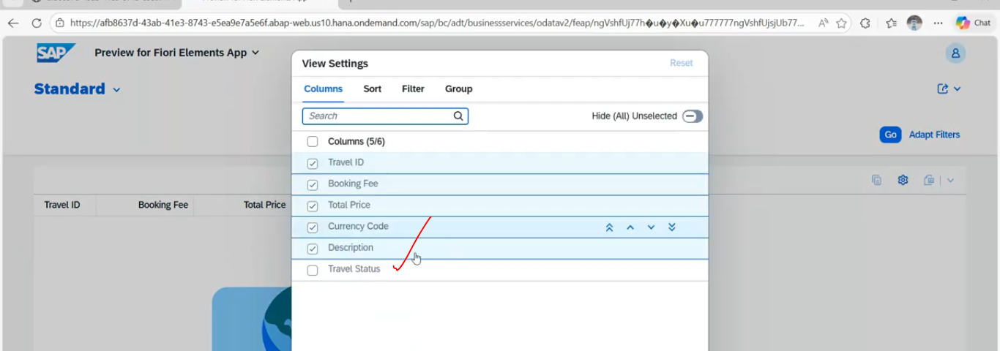 https://afb8637d-43ab-41e3-8743-e5ea9e7a5e6f.abap-web.us10.hana.ondemand.com/sap/bc/adt/businessservices/odatav2/feap/ngVshfUj77h�u�y�Xu�u777777ngVshfUjsjUb77...
Chat
SAP
Preview for Fiori Elements App
Standard
View Settings
Reset
Columns Sort Filter Group
Search
Hide (All) Unselected
Columns (5/6)
Go Adapt Filters
Travel ID
Booking Fee
Total Price
Currency Code
Description
Travel Status
Travel ID Booking Fee Total Price